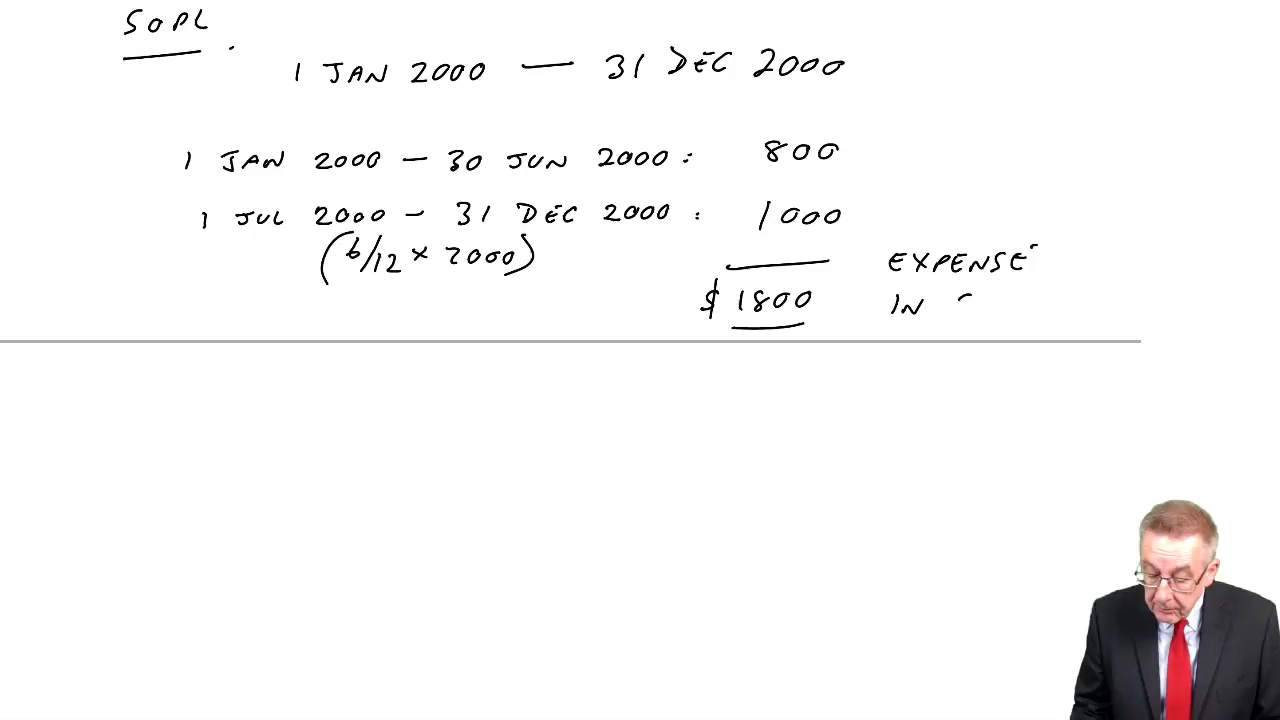 SOPL
1 JAN 2000 — 31 DEC 2000
1 JAN 2000 — 30 JUN 2000 : 800
1 JUL 2000 — 31 DEC 2000 : 1000
(6/12 × 2000)
EXPENSE
$ 1800 IN